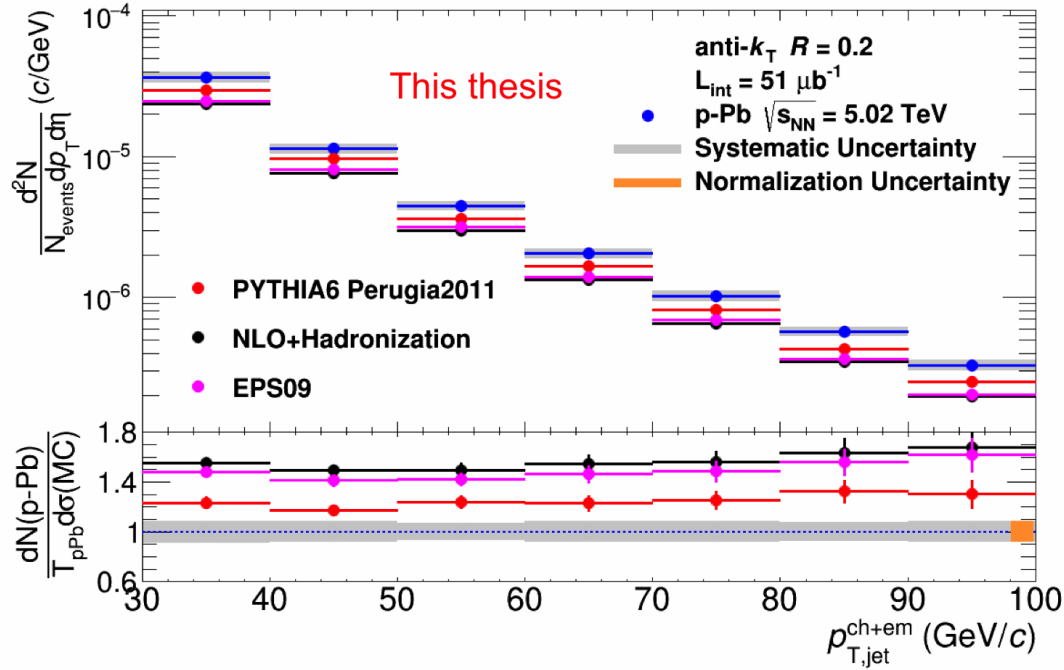 10⁻⁴
10⁻⁵
10⁻⁶
d²N
N_events dp_T dη
(c/GeV)
This thesis
anti-k_T R = 0.2
L_int = 51 μb⁻¹
p-Pb √s_NN = 5.02 TeV
Systematic Uncertainty
Normalization Uncertainty
PYTHIA6 Perugia2011
NLO+Hadronization
EPS09
dN(p-Pb)
T_pPb dσ(MC)
1.8
1.4
1
0.6
30 40 50 60 70 80 90 100
p_T,jet^ch+em (GeV/c)